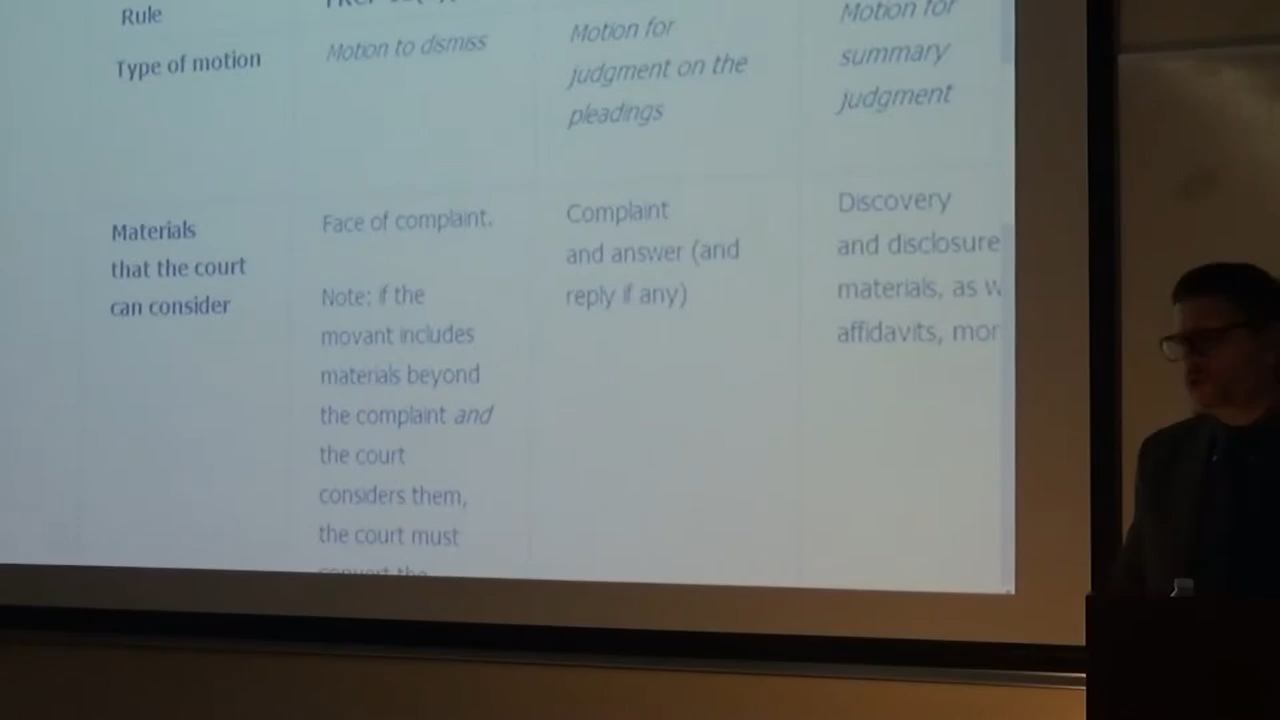 Rule
Type of motion
Motion to dismiss
Motion for
judgment on the
pleadings
Motion for
summary
judgment
Materials
that the court
can consider
Face of complaint.
Note: if the
movant includes
materials beyond
the complaint and
the court
considers them,
the court must
convert the
Complaint
and answer (and
reply if any)
Discovery
and disclosure
materials, as w
affidavits, mor